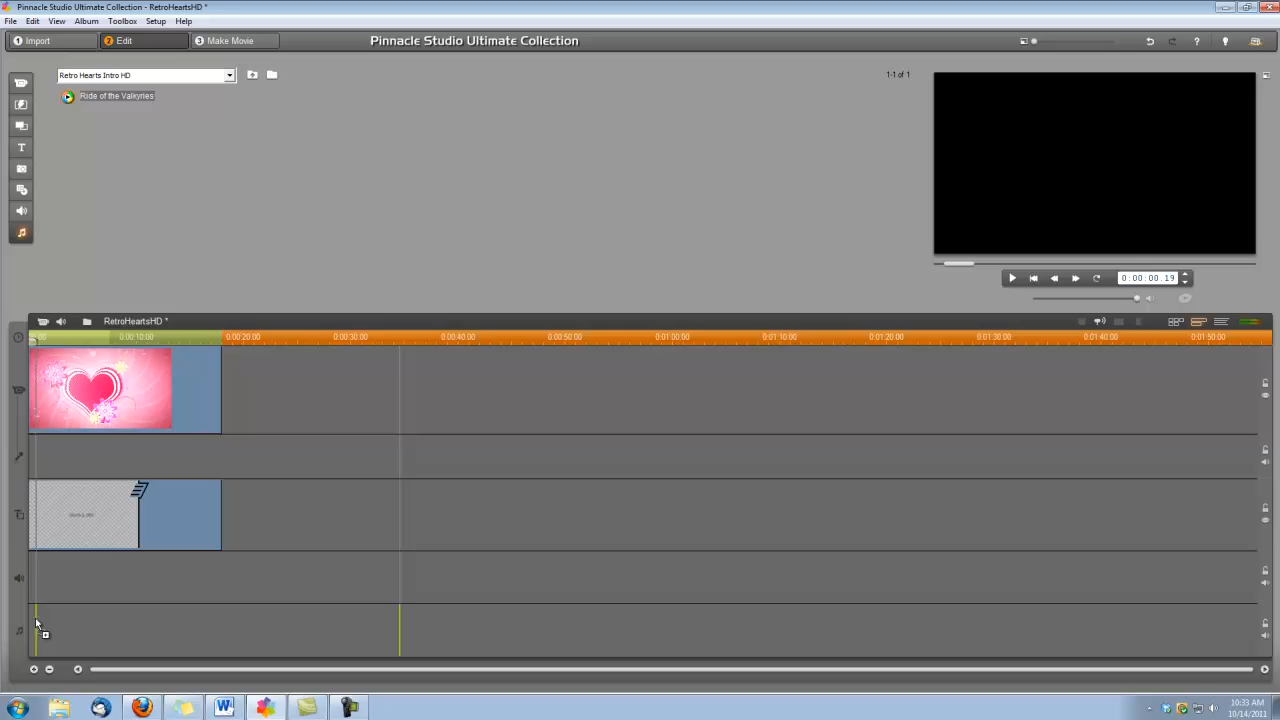 Pinnacle Studio Ultimate Collection - RetroHeartsHD *
File Edit View Album Toolbox Setup Help
1 Import 2 Edit 3 Make Movie
Pinnacle Studio Ultimate Collection
?
Retro Hearts Intro HD
1-1 of 1
Ride of the Valkyries
T
0:00:00.19
RetroHeartsHD *
0:00:10.00 0:00:20.00 0:00:30.00 0:00:40.00 0:00:50.00 0:01:00.00 0:01:10.00 0:01:20.00 0:01:30.00 0:01:40.00 0:01:50.00
10:33 AM
10/14/2011